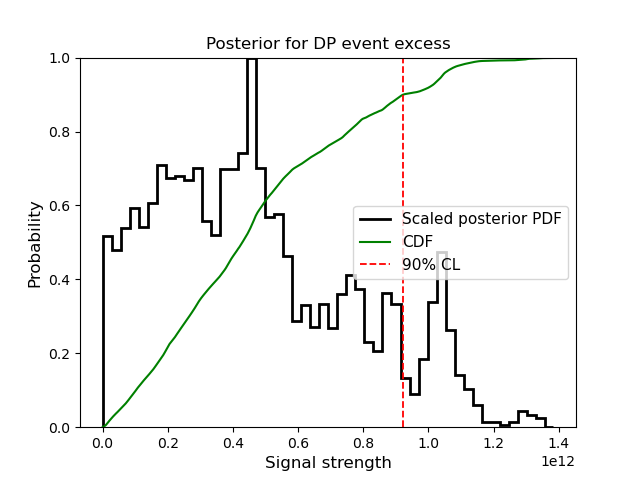 Posterior for DP event excess
1.0
0.8
0.6
0.4
0.2
0.0
Probability
Scaled posterior PDF
CDF
90% CL
0.0 0.2 0.4 0.6 0.8 1.0 1.2 1.4
1e12
Signal strength